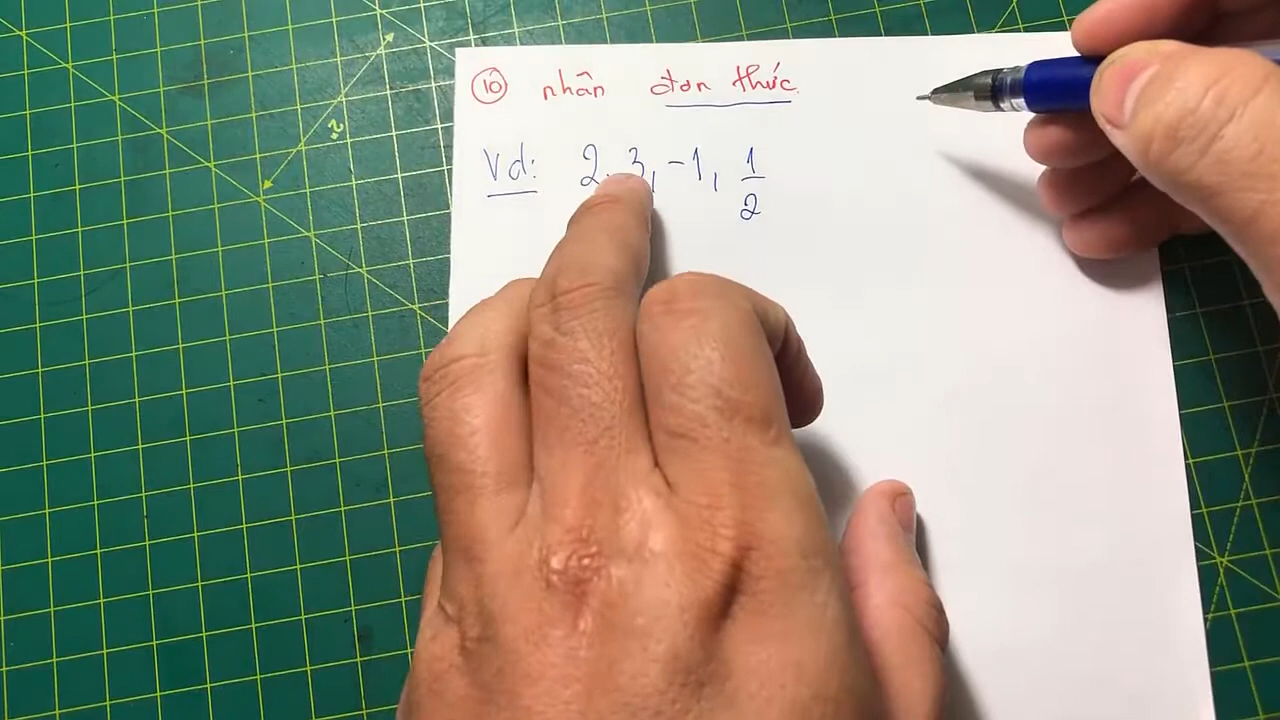 10 nhân đơn thức.
Vd: 2, 3, -1, 1/2